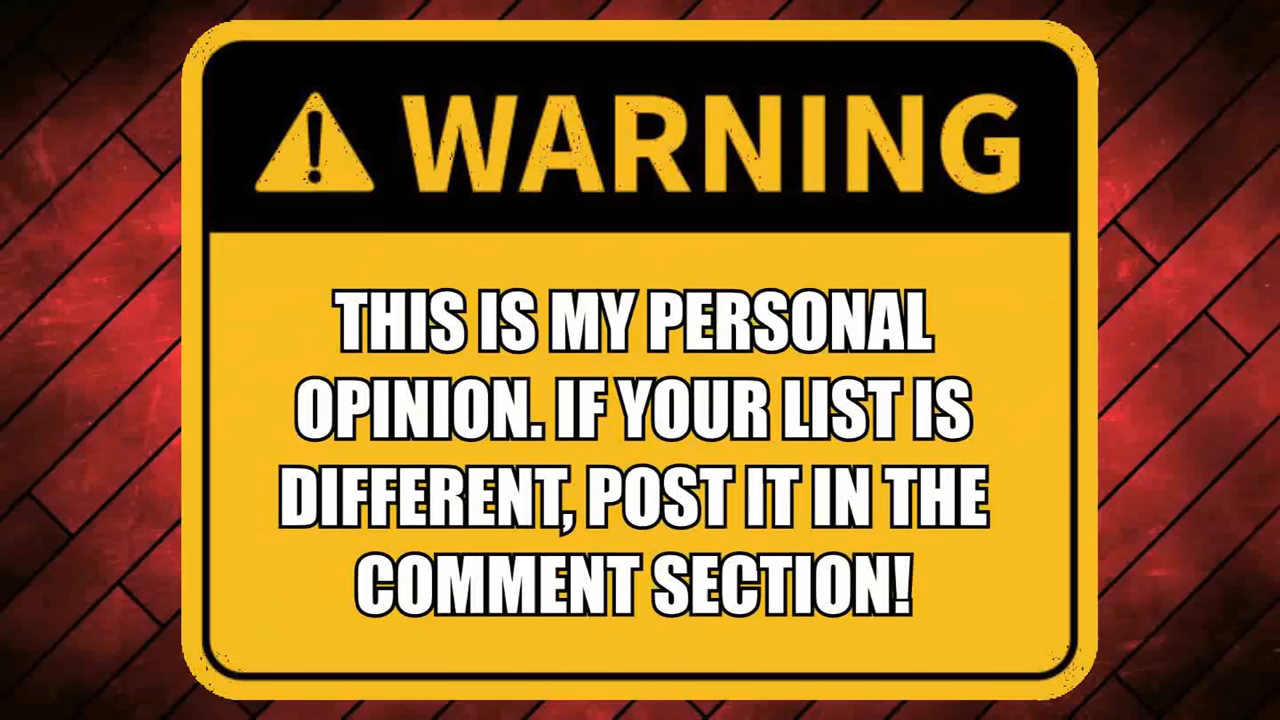 WARNING
THIS IS MY PERSONAL
OPINION. IF YOUR LIST IS
DIFFERENT, POST IT IN THE
COMMENT SECTION!